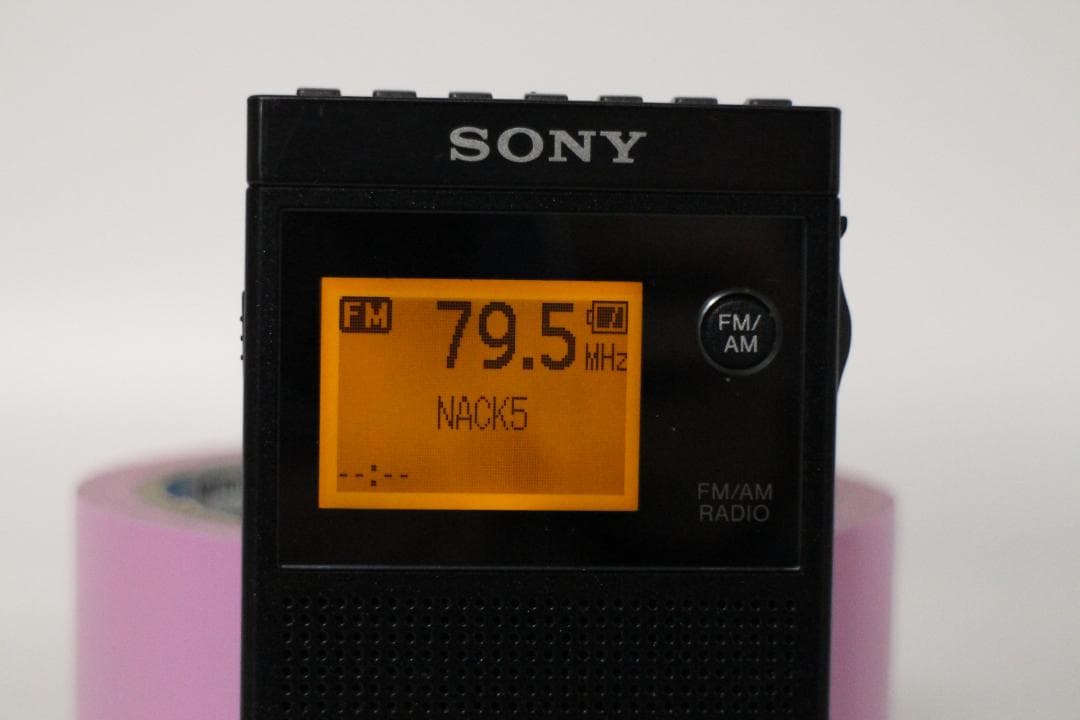 SONY
FM 79.5 MHz
NACK5
--:--
FM/
AM
FM/AM
RADIO